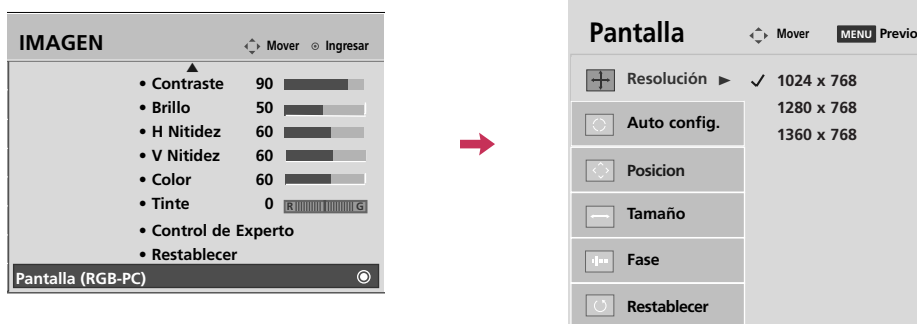 IMAGEN Mover Ingresar
• Contraste 90
• Brillo 50
• H Nitidez 60
• V Nitidez 60
• Color 60
• Tinte 0 R G
• Control de Experto
• Restablecer
Pantalla (RGB-PC)
Pantalla Mover MENU Previo
Resolución ► ✓ 1024 x 768
1280 x 768
1360 x 768
Auto config.
Posicion
Tamaño
Fase
Restablecer